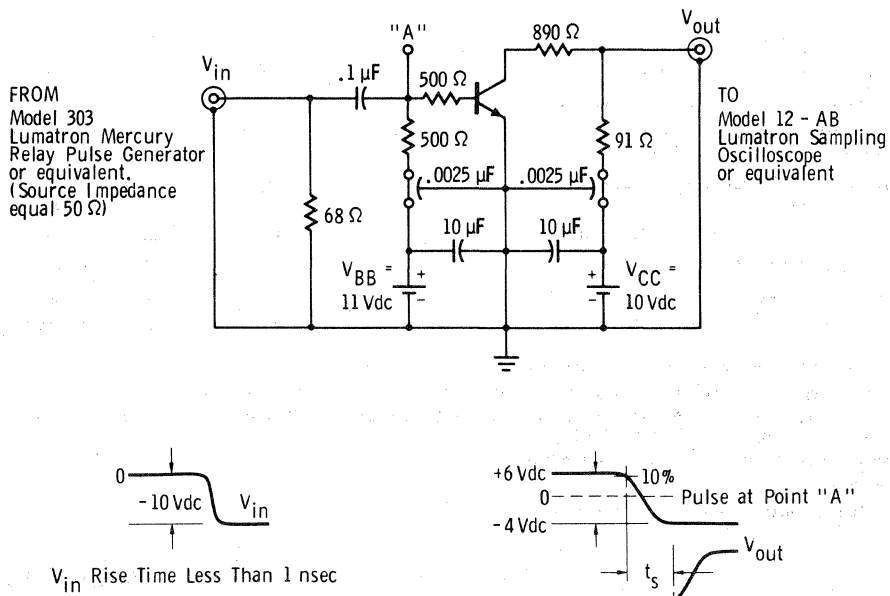 "A"
V_out
890 Ω
V_in
.1 µF
500 Ω
FROM
Model 303
Lumatron Mercury
Relay Pulse Generator
or equivalent.
(Source Impedance
equal 50 Ω)
TO
Model 12 - AB
Lumatron Sampling
Oscilloscope
or equivalent
500 Ω
91 Ω
.0025 µF
.0025 µF
68 Ω
10 µF
10 µF
V_BB =
11 Vdc
+
-
+
-
V_CC =
10 Vdc
0
-10 Vdc
V_in
V_in Rise Time Less Than 1 nsec
+6 Vdc
10%
0
Pulse at Point "A"
-4 Vdc
V_out
t_s